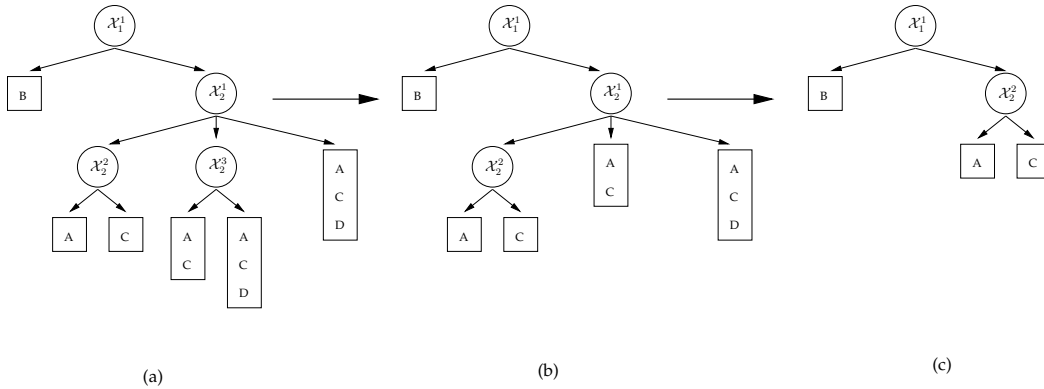 𝒳₁¹ 𝒳₁¹ 𝒳₁¹
B 𝒳₂¹ B 𝒳₂¹ B 𝒳₂²
𝒳₂² 𝒳₂³ A C D 𝒳₂² A C A C D A C
A C A C A C D A C
(a) (b) (c)